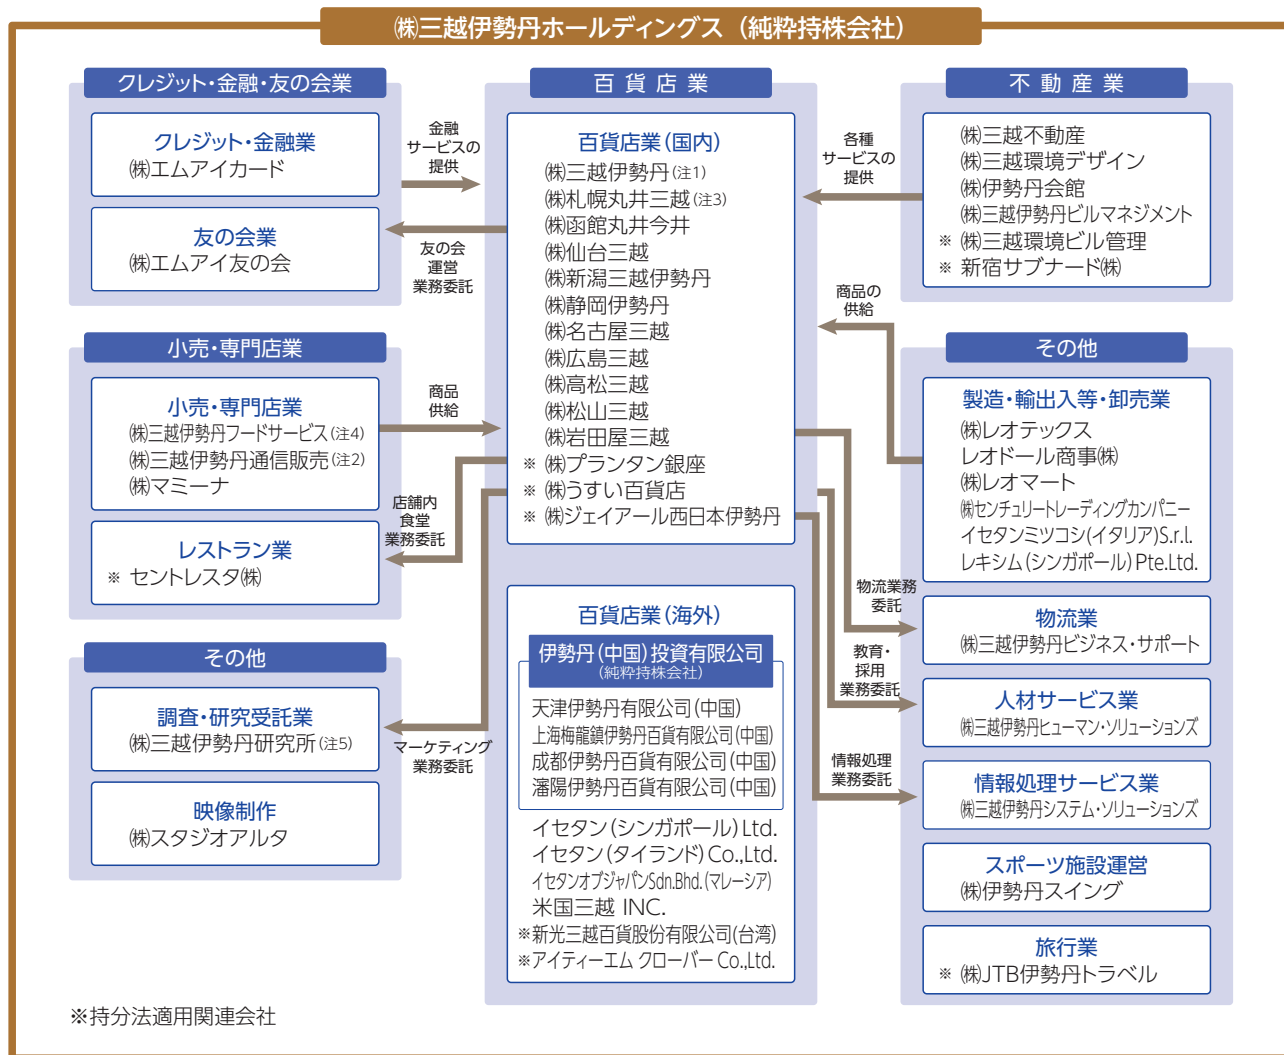 ㈱三越伊勢丹ホールディングス（純粋持株会社）
クレジット・金融・友の会業
クレジット・金融業
㈱エムアイカード
友の会業
㈱エムアイ友の会
金融
サービスの
提供
友の会
運営
業務委託
小売・専門店業
小売・専門店業
㈱三越伊勢丹フードサービス(注4)
㈱三越伊勢丹通信販売(注2)
㈱マミーナ
レストラン業
※ セントレスタ㈱
商品
供給
店舗内
食堂
業務委託
その他
調査・研究受託業
㈱三越伊勢丹研究所(注5)
映像制作
㈱スタジオアルタ
マーケティング
業務委託
百貨店業
百貨店業（国内）
㈱三越伊勢丹(注1)
㈱札幌丸井三越(注3)
㈱函館丸井今井
㈱仙台三越
㈱新潟三越伊勢丹
㈱静岡伊勢丹
㈱名古屋三越
㈱広島三越
㈱高松三越
㈱松山三越
㈱岩田屋三越
※ ㈱プランタン銀座
※ ㈱うすい百貨店
※ ㈱ジェイアール西日本伊勢丹
百貨店業（海外）
伊勢丹（中国）投資有限公司
（純粋持株会社）
天津伊勢丹有限公司（中国）
上海梅龍鎮伊勢丹百貨有限公司（中国）
成都伊勢丹百貨有限公司（中国）
瀋陽伊勢丹百貨有限公司（中国）
イセタン（シンガポール）Ltd.
イセタン（タイランド）Co.,Ltd.
イセタンオブジャパンSdn.Bhd.（マレーシア）
米国三越 INC.
※新光三越百貨股份有限公司(台湾)
※アイティーエム クローバー Co.,Ltd.
各種
サービスの
提供
商品の
供給
物流業務
委託
教育・
採用
業務委託
情報処理
業務委託
不動産業
㈱三越不動産
㈱三越環境デザイン
㈱伊勢丹会館
㈱三越伊勢丹ビルマネジメント
※ ㈱三越環境ビル管理
※ 新宿サブナード㈱
その他
製造・輸出入等・卸売業
㈱レオテックス
レオドール商事㈱
㈱レオマート
㈱センチュリートレーディングカンパニー
イセタンミツコシ（イタリア）S.r.l.
レキシム（シンガポール）Pte.Ltd.
物流業
㈱三越伊勢丹ビジネス・サポート
人材サービス業
㈱三越伊勢丹ヒューマン・ソリューションズ
情報処理サービス業
㈱三越伊勢丹システム・ソリューションズ
スポーツ施設運営
㈱伊勢丹スイング
旅行業
※ ㈱JTB伊勢丹トラベル
※持分法適用関連会社